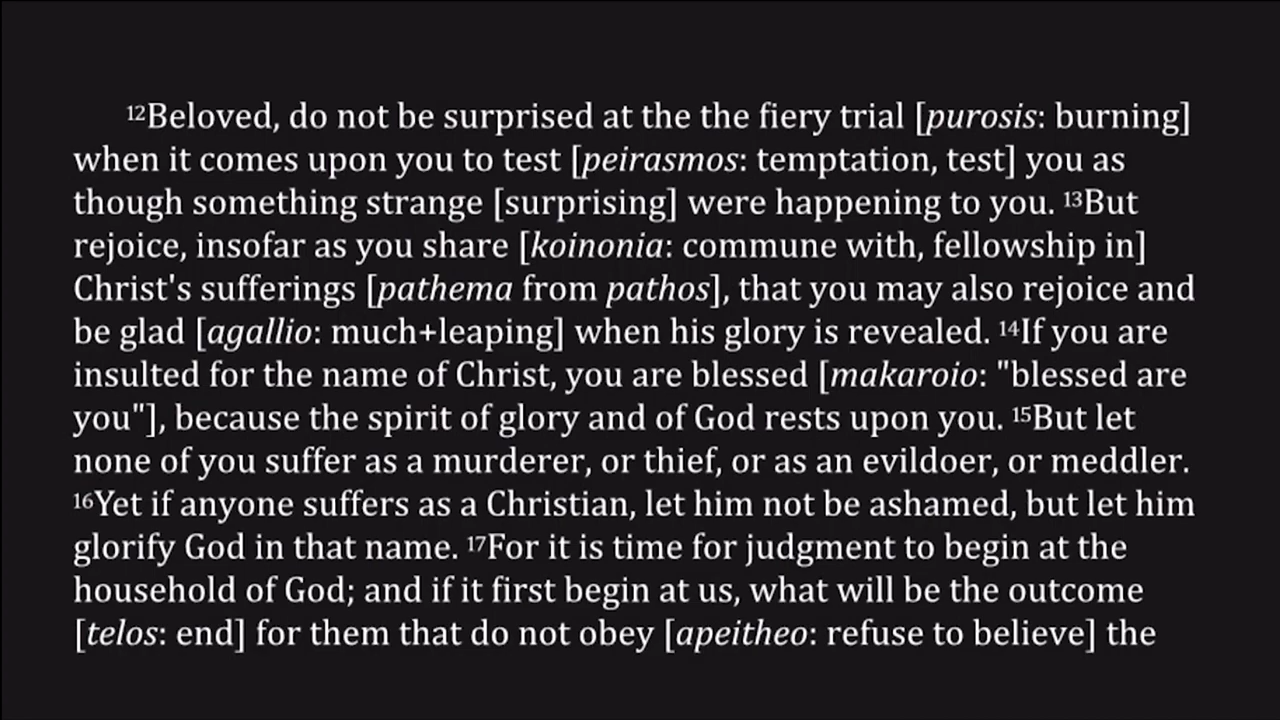 12Beloved, do not be surprised at the the fiery trial [purosis: burning]
when it comes upon you to test [peirasmos: temptation, test] you as
though something strange [surprising] were happening to you. 13But
rejoice, insofar as you share [koinonia: commune with, fellowship in]
Christ's sufferings [pathema from pathos], that you may also rejoice and
be glad [agallio: much+leaping] when his glory is revealed. 14If you are
insulted for the name of Christ, you are blessed [makaroio: "blessed are
you"], because the spirit of glory and of God rests upon you. 15But let
none of you suffer as a murderer, or thief, or as an evildoer, or meddler.
16Yet if anyone suffers as a Christian, let him not be ashamed, but let him
glorify God in that name. 17For it is time for judgment to begin at the
household of God; and if it first begin at us, what will be the outcome
[telos: end] for them that do not obey [apeitheo: refuse to believe] the